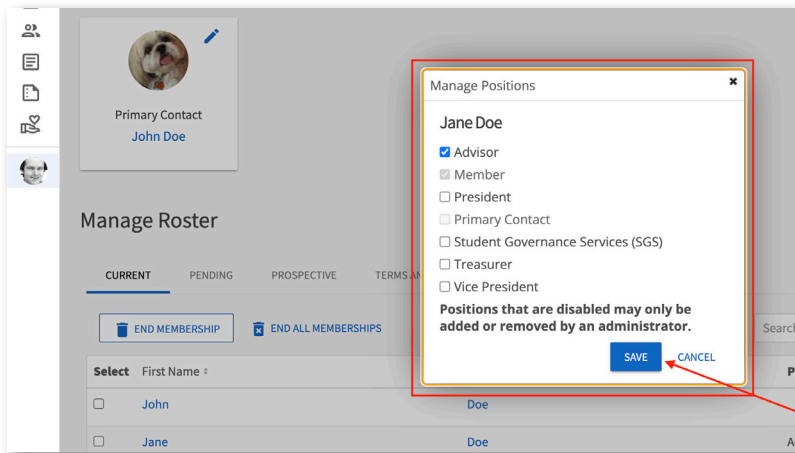 Primary Contact
John Doe
Manage Roster
CURRENT PENDING PROSPECTIVE TERMS AN
END MEMBERSHIP END ALL MEMBERSHIPS
Select First Name
John Doe
Jane Doe
Manage Positions
Jane Doe
Advisor
Member
President
Primary Contact
Student Governance Services (SGS)
Treasurer
Vice President
Positions that are disabled may only be
added or removed by an administrator.
SAVE CANCEL